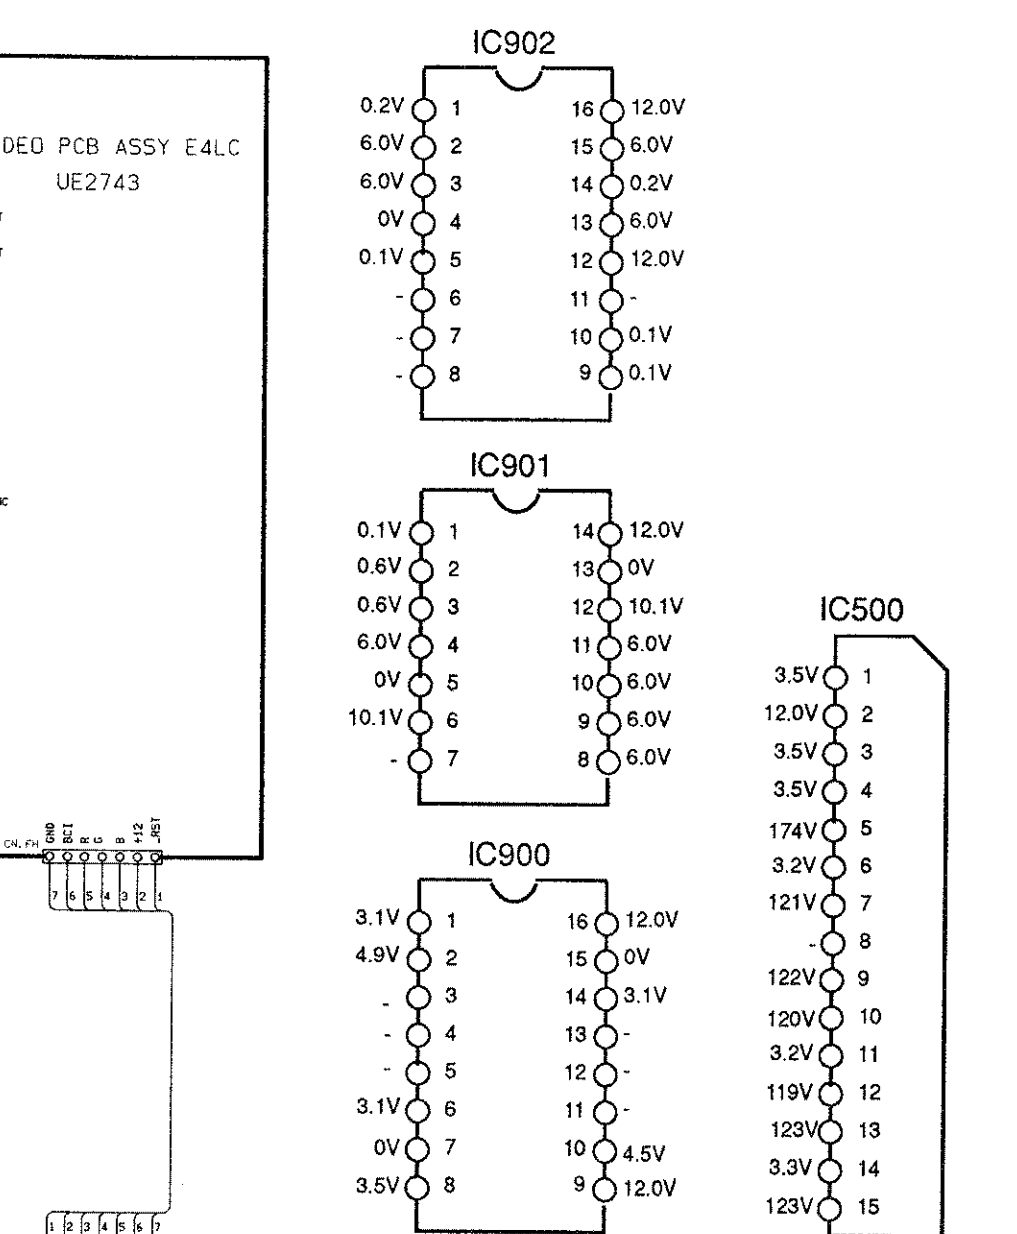 DEO PCB ASSY E4LC
UE2743
CN.FH
GND
BCI
R
G
B
+12
_RST
7 6 5 4 3 2 1
1 2 3 4 5 6 7
IC902
0.2V 1 16 12.0V
6.0V 2 15 6.0V
6.0V 3 14 0.2V
0V 4 13 6.0V
0.1V 5 12 12.0V
- 6 11 -
- 7 10 0.1V
- 8 9 0.1V
IC901
0.1V 1 14 12.0V
0.6V 2 13 0V
0.6V 3 12 10.1V
6.0V 4 11 6.0V
0V 5 10 6.0V
10.1V 6 9 6.0V
- 7 8 6.0V
IC900
3.1V 1 16 12.0V
4.9V 2 15 0V
- 3 14 3.1V
- 4 13 -
- 5 12 -
3.1V 6 11 -
0V 7 10 4.5V
3.5V 8 9 12.0V
IC500
3.5V 1
12.0V 2
3.5V 3
3.5V 4
174V 5
3.2V 6
121V 7
- 8
122V 9
120V 10
3.2V 11
119V 12
123V 13
3.3V 14
123V 15